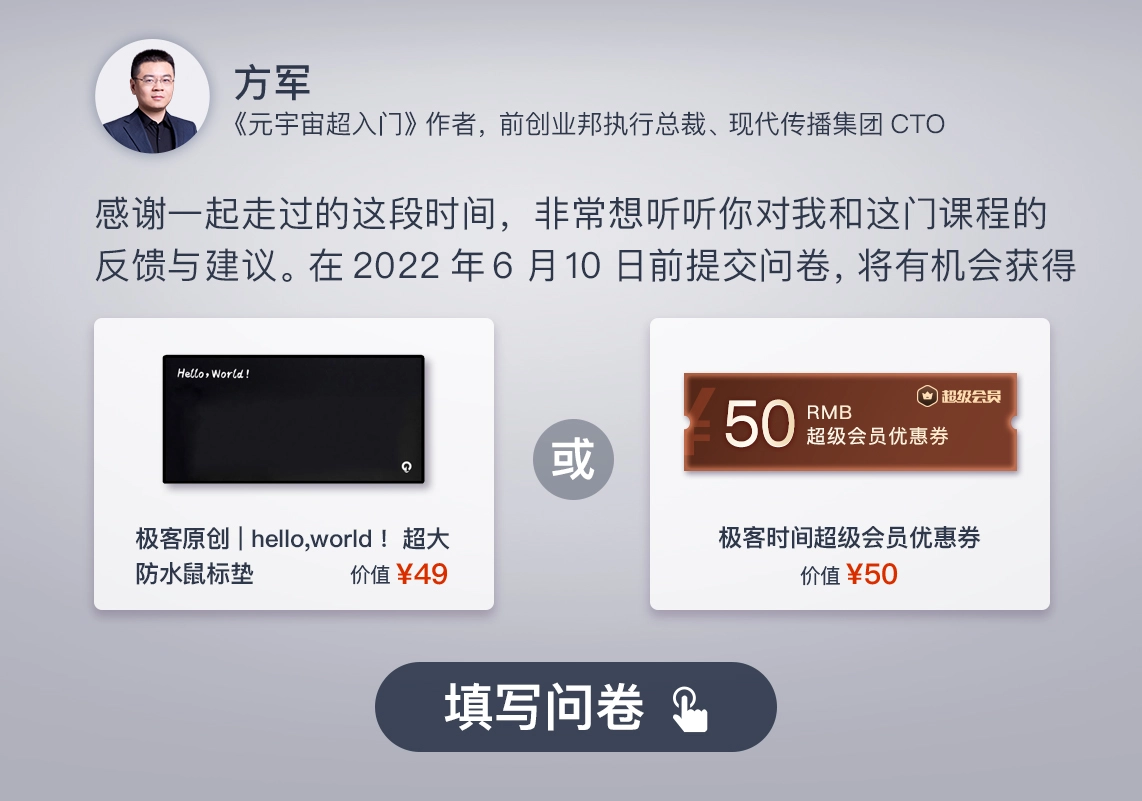 方军
《元宇宙超入门》作者，前创业邦执行总裁、现代传播集团 CTO
感谢一起走过的这段时间，非常想听听你对我和这门课程的
反馈与建议。在 2022 年 6 月 10 日前提交问卷，将有机会获得
Hello,World!
极客原创 | hello,world！ 超大
防水鼠标垫 价值 ¥49
或
超级会员
¥
50 RMB
超级会员优惠券
极客时间超级会员优惠券
价值 ¥50
填写问卷